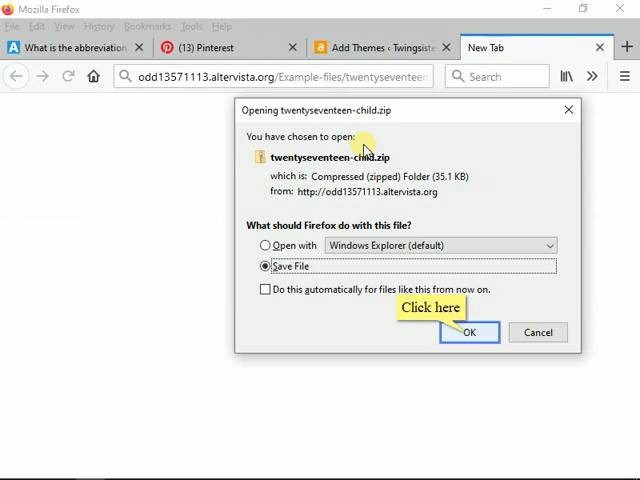 Mozilla Firefox
File Edit View History Bookmarks Tools Help
What is the abbreviation
(13) Pinterest
Add Themes ‹ Twingsiste
New Tab
odd13571113.altervista.org/Example-files/twentyseventeen-
Search
Opening twentyseventeen-child.zip
You have chosen to open:
twentyseventeen-child.zip
which is: Compressed (zipped) Folder (35.1 KB)
from: http://odd13571113.altervista.org
What should Firefox do with this file?
Open with Windows Explorer (default)
Save File
Do this automatically for files like this from now on.
Click here
OK Cancel